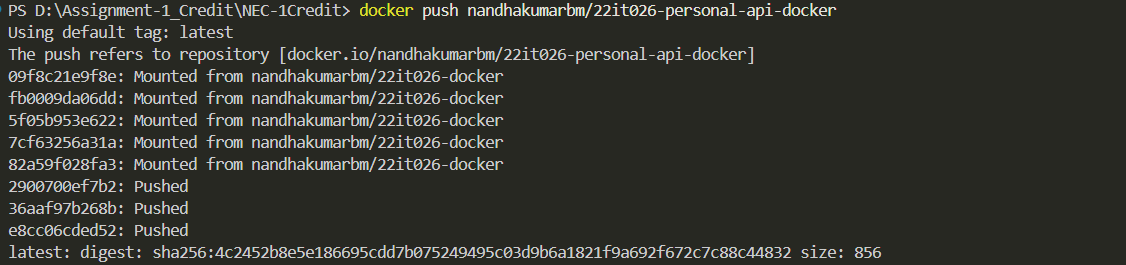 PS D:\Assignment-1_Credit\NEC-1Credit> docker push nandhakumarbm/22it026-personal-api-docker
Using default tag: latest
The push refers to repository [docker.io/nandhakumarbm/22it026-personal-api-docker]
09f8c21e9f8e: Mounted from nandhakumarbm/22it026-docker
fb0009da06dd: Mounted from nandhakumarbm/22it026-docker
5f05b953e622: Mounted from nandhakumarbm/22it026-docker
7cf63256a31a: Mounted from nandhakumarbm/22it026-docker
82a59f028fa3: Mounted from nandhakumarbm/22it026-docker
2900700ef7b2: Pushed
36aaf97b268b: Pushed
e8cc06cded52: Pushed
latest: digest: sha256:4c2452b8e5e186695cdd7b075249495c03d9b6a1821f9a692f672c7c88c44832 size: 856